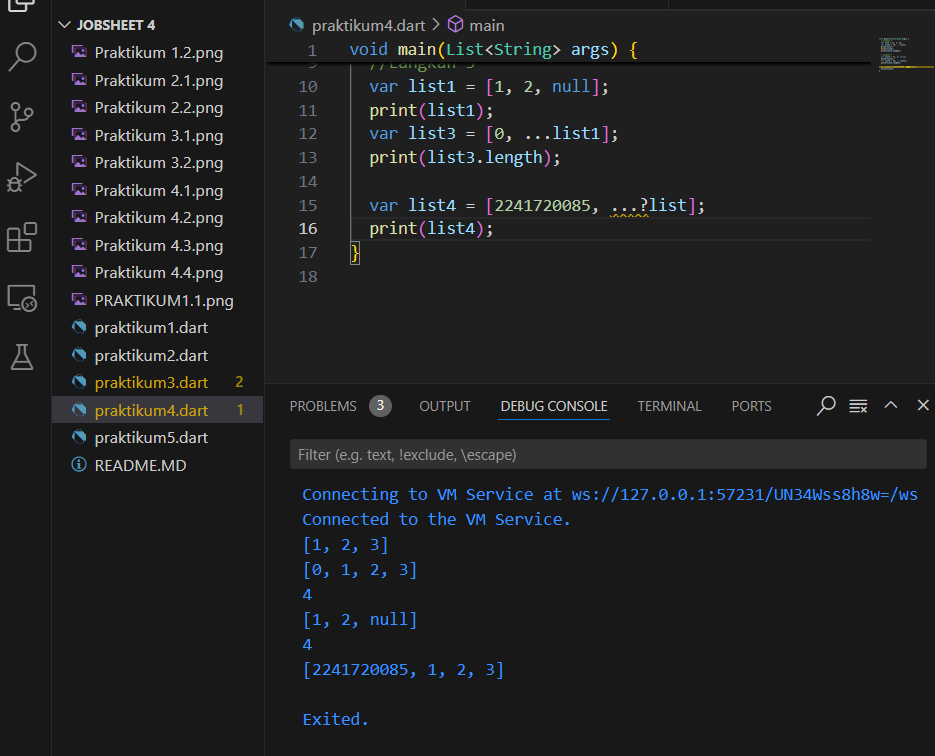 JOBSHEET 4
Praktikum 1.2.png
Praktikum 2.1.png
Praktikum 2.2.png
Praktikum 3.1.png
Praktikum 3.2.png
Praktikum 4.1.png
Praktikum 4.2.png
Praktikum 4.3.png
Praktikum 4.4.png
PRAKTIKUM1.1.png
praktikum1.dart
praktikum2.dart
praktikum3.dart 2
praktikum4.dart 1
praktikum5.dart
README.MD
praktikum4.dart > main
1 void main(List<String> args) {
10 var list1 = [1, 2, null];
11 print(list1);
12 var list3 = [0, ...list1];
13 print(list3.length);
14
15 var list4 = [2241720085, ...?list];
16 print(list4);
17 }
18
PROBLEMS 3 OUTPUT DEBUG CONSOLE TERMINAL PORTS
Filter (e.g. text, !exclude, \escape)
Connecting to VM Service at ws://127.0.0.1:57231/UN34Wss8h8w=/ws
Connected to the VM Service.
[1, 2, 3]
[0, 1, 2, 3]
4
[1, 2, null]
4
[2241720085, 1, 2, 3]
Exited.